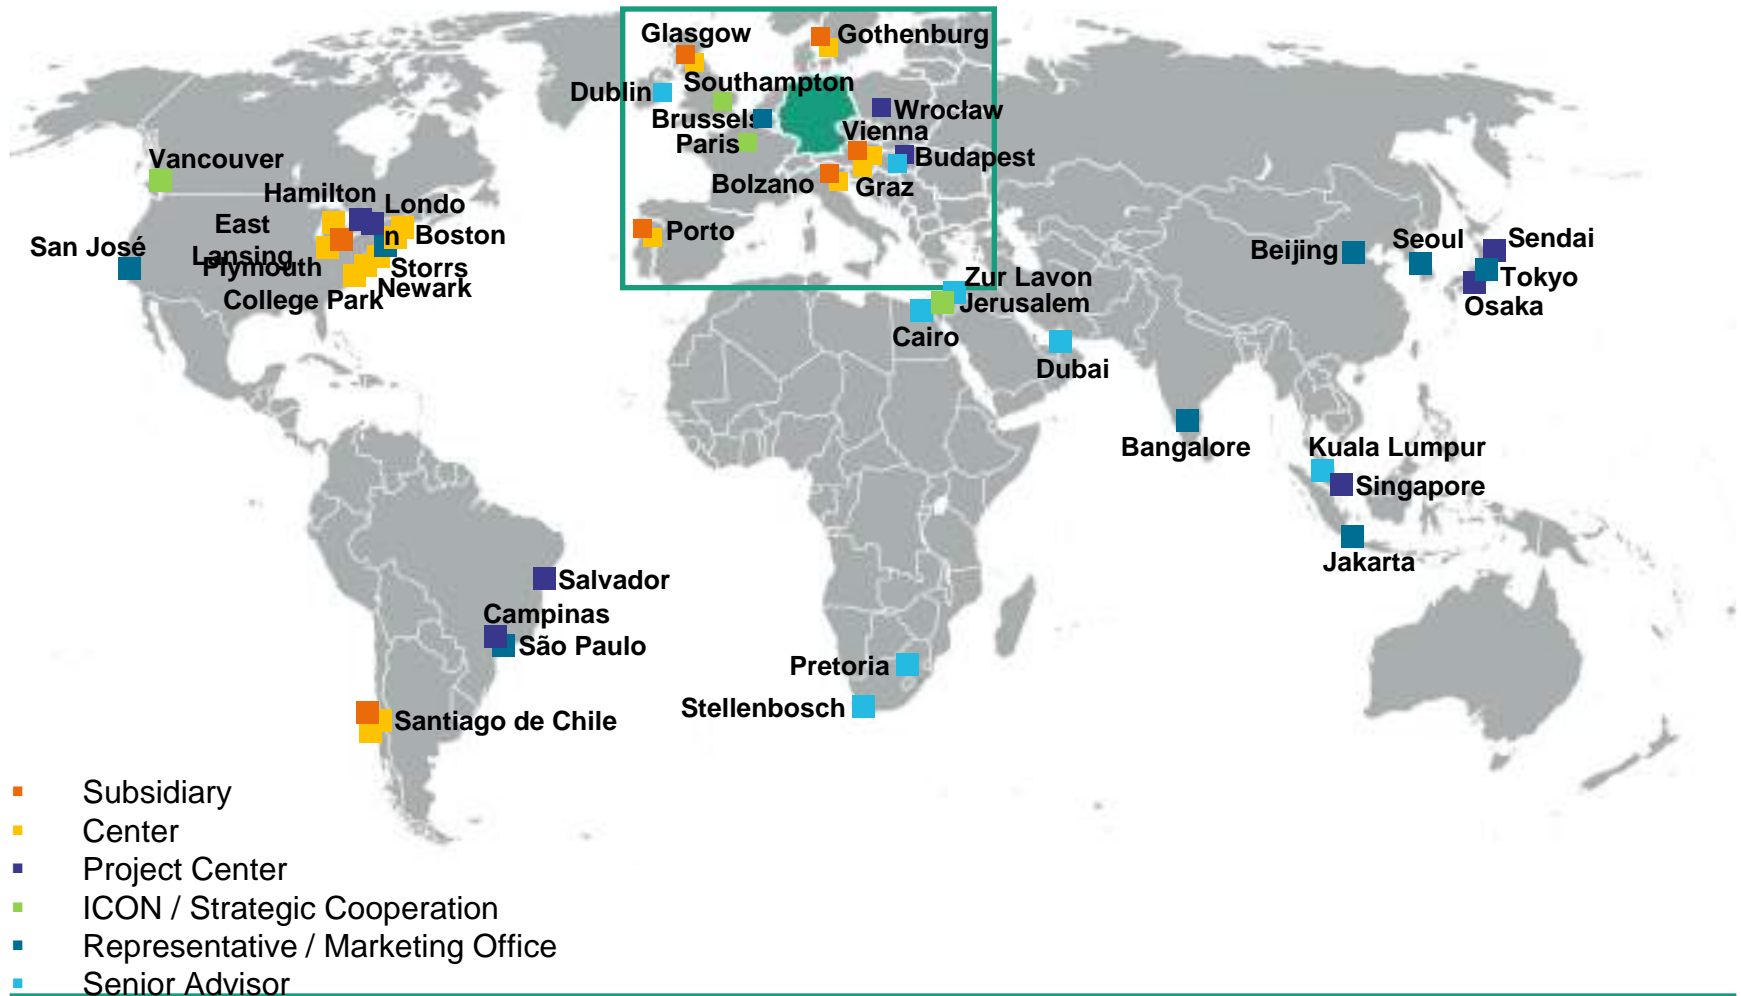 Glasgow
Gothenburg
Dublin
Southampton
Brussels
Wrocław
Paris
Vienna
Budapest
Bolzano
Graz
Porto
Vancouver
Hamilton
Londo
n
East
Lansing
Boston
San José
Plymouth
Storrs
College Park
Newark
Beijing
Seoul
Sendai
Tokyo
Osaka
Zur Lavon
Jerusalem
Cairo
Dubai
Bangalore
Kuala Lumpur
Singapore
Jakarta
Salvador
Campinas
São Paulo
Pretoria
Stellenbosch
Santiago de Chile
Subsidiary
Center
Project Center
ICON / Strategic Cooperation
Representative / Marketing Office
Senior Advisor